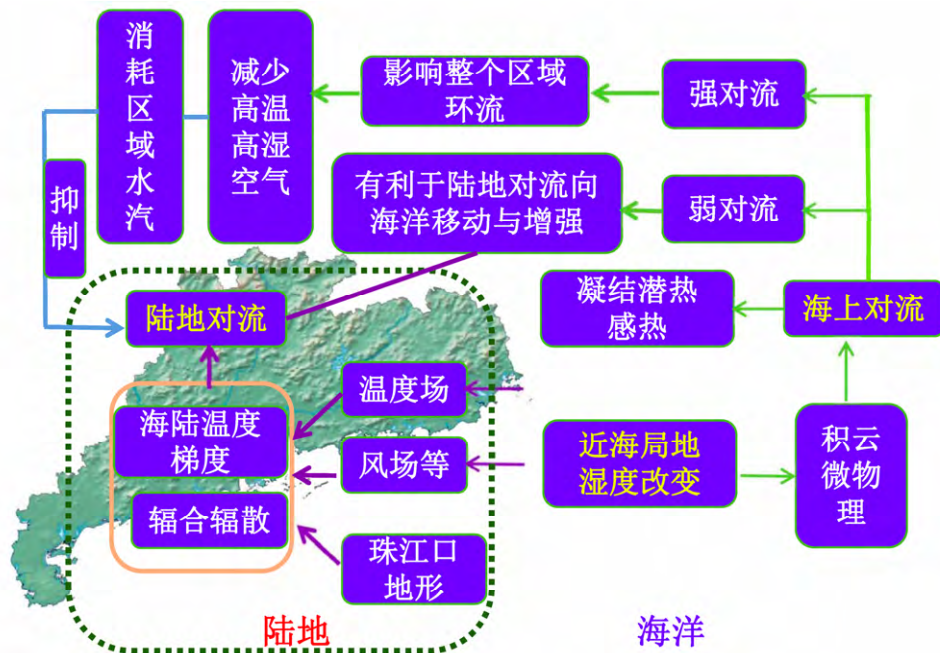 消
耗
区
域
水
汽
减少
高温
高湿
空气
影响整个区域
环流
强对流
抑
制
有利于陆地对流向
海洋移动与增强
弱对流
陆地对流
凝结潜热
感热
海上对流
温度场
海陆温度
梯度
风场等
近海局地
湿度改变
积云
微物
理
辐合辐散
珠江口
地形
陆地
海洋